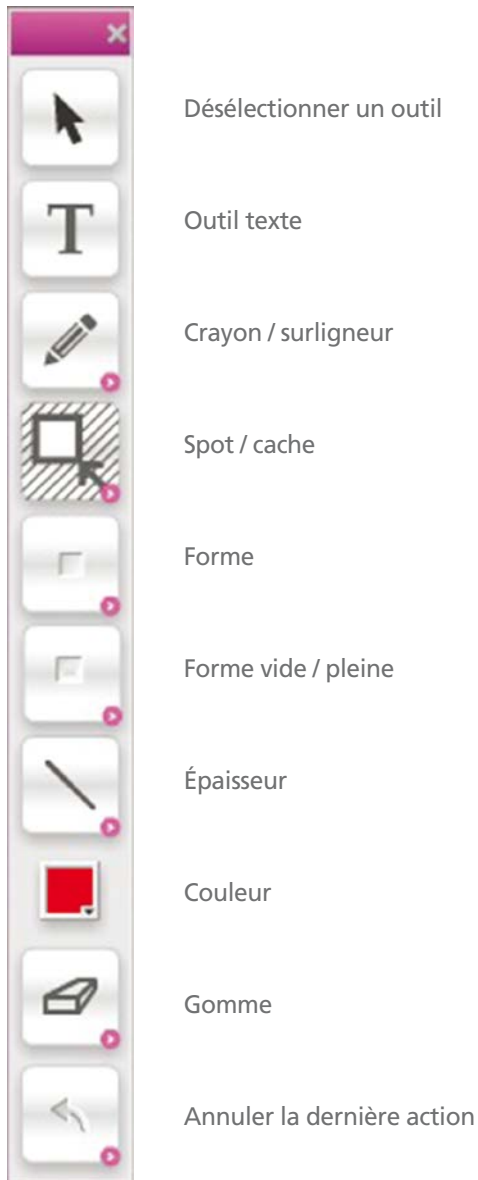 Désélectionner un outil
T
Outil texte
Crayon / surligneur
Spot / cache
Forme
Forme vide / pleine
Épaisseur
Couleur
Gomme
Annuler la dernière action